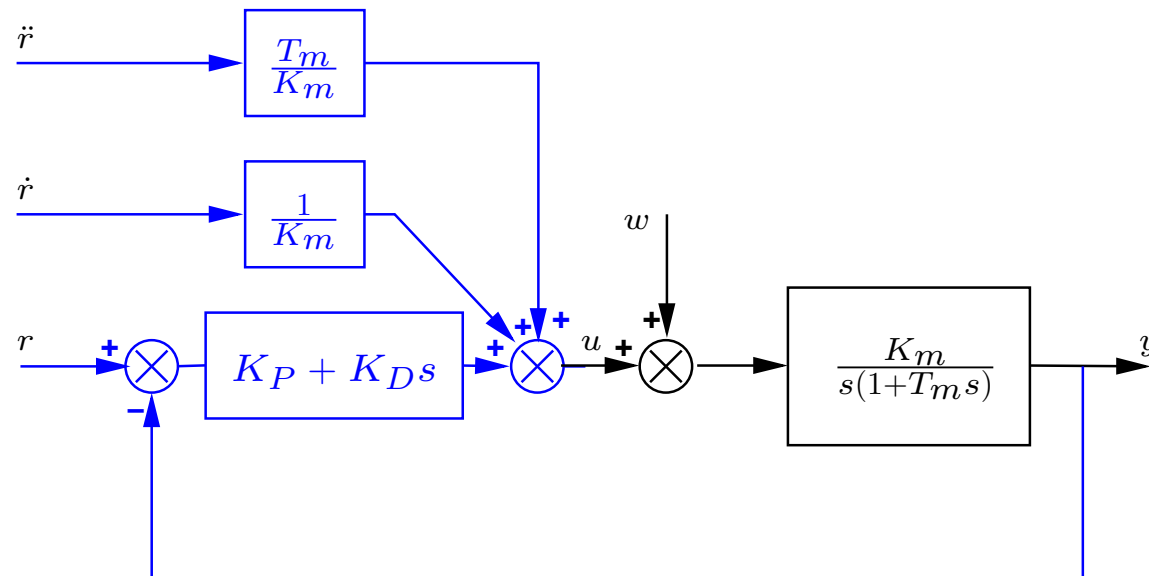 r̈
T_m/K_m
ṙ
1/K_m
w
+ + +
r + − K_P + K_D s + u + K_m/s(1+T_m s) y